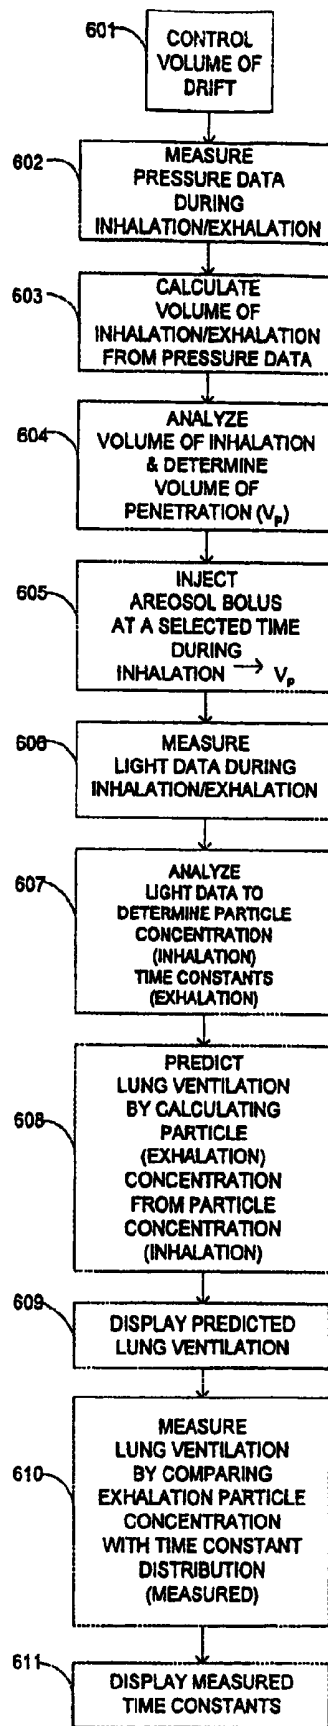 601
CONTROL
VOLUME OF
DRIFT
602
MEASURE
PRESSURE DATA
DURING
INHALATION/EXHALATION
603
CALCULATE
VOLUME OF
INHALATION/EXHALATION
FROM PRESSURE DATA
604
ANALYZE
VOLUME OF INHALATION
& DETERMINE
VOLUME OF
PENETRATION (Vp)
605
INJECT
AREOSOL BOLUS
AT A SELECTED TIME
DURING
INHALATION → Vp
606
MEASURE
LIGHT DATA DURING
INHALATION/EXHALATION
607
ANALYZE
LIGHT DATA TO
DETERMINE PARTICLE
CONCENTRATION
(INHALATION)
TIME CONSTANTS
(EXHALATION)
608
PREDICT
LUNG VENTILATION
BY CALCULATING
PARTICLE
(EXHALATION)
CONCENTRATION
FROM PARTICLE
CONCENTRATION
(INHALATION)
609
DISPLAY PREDICTED
LUNG VENTILATION
610
MEASURE
LUNG VENTILATION
BY COMPARING
EXHALATION PARTICLE
CONCENTRATION
WITH TIME CONSTANT
DISTRIBUTION
(MEASURED)
611
DISPLAY MEASURED
TIME CONSTANTS